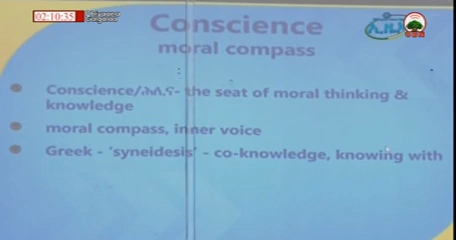 02:10:35
Conscience
moral compass
Conscience/ሕሊና- the seat of moral thinking &
knowledge
moral compass, inner voice
Greek - 'syneidesis' - co-knowledge, knowing with